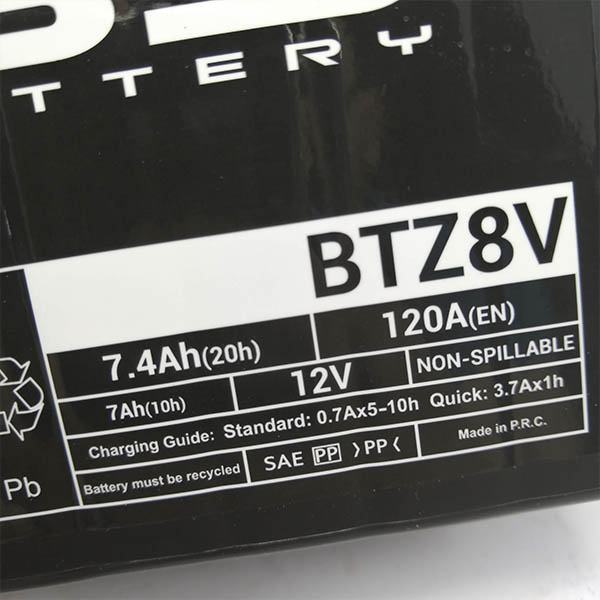 BATTERY
BTZ8V
7.4Ah(20h) 120A(EN)
7Ah(10h) 12V NON-SPILLABLE
Charging Guide: Standard: 0.7Ax5-10h Quick: 3.7Ax1h
Pb Battery must be recycled SAE PP >PP< Made in P.R.C.